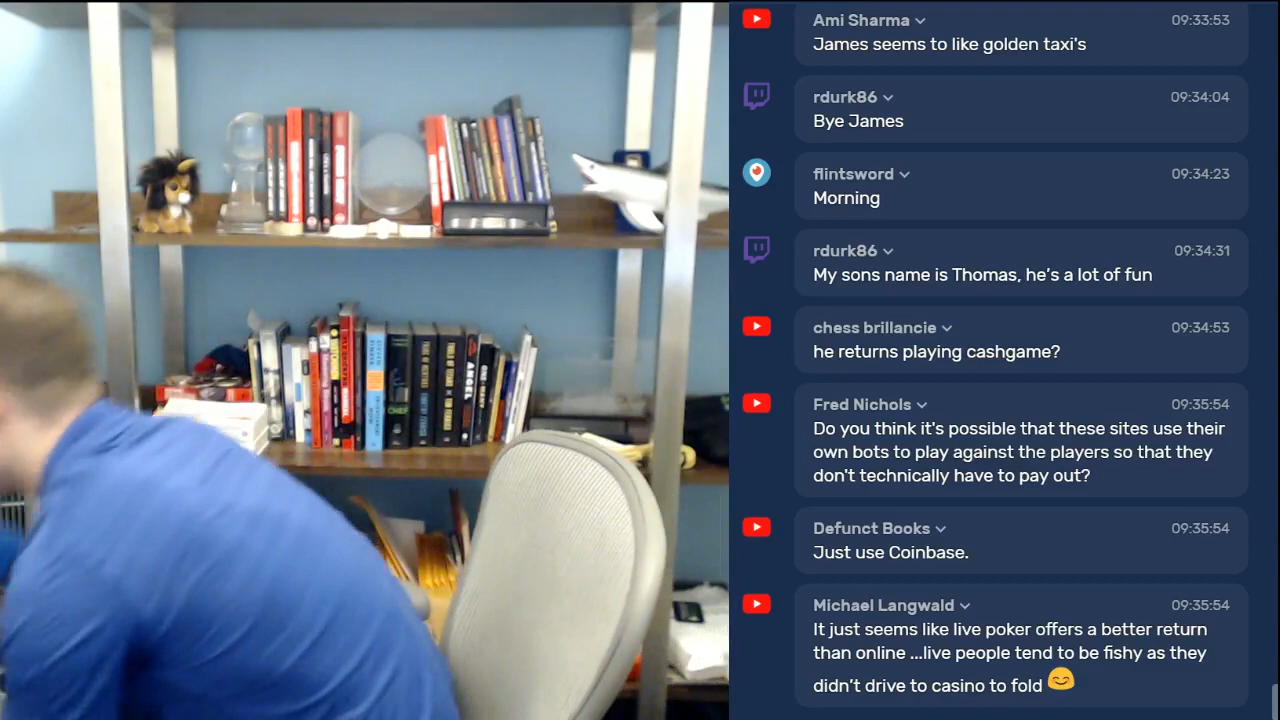 Ami Sharma
09:33:53
James seems to like golden taxi's
rdurk86
09:34:04
Bye James
flintsword
09:34:23
Morning
rdurk86
09:34:31
My sons name is Thomas, he's a lot of fun
chess brillancie
09:34:53
he returns playing cashgame?
Fred Nichols
09:35:54
Do you think it's possible that these sites use their
own bots to play against the players so that they
don't technically have to pay out?
Defunct Books
09:35:54
Just use Coinbase.
Michael Langwald
09:35:54
It just seems like live poker offers a better return
than online ...live people tend to be fishy as they
didn't drive to casino to fold 😊
CHEF
ANGEL